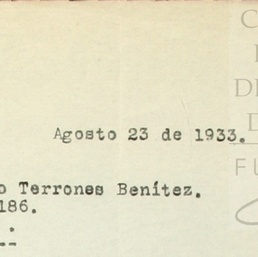 Agosto 23 de 1933.
o Terrones Benítez.
186.